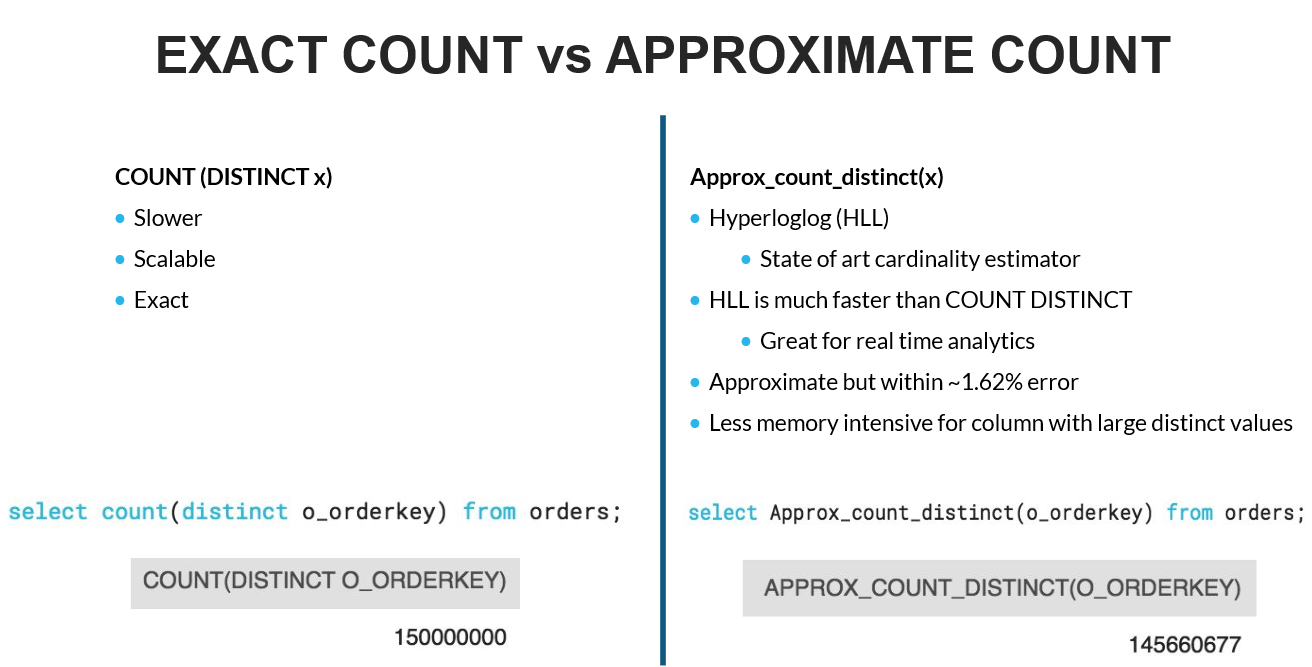 EXACT COUNT vs APPROXIMATE COUNT
COUNT (DISTINCT x)
Slower
Scalable
Exact
select count(distinct o_orderkey) from orders;
COUNT(DISTINCT O_ORDERKEY)
150000000
Approx_count_distinct(x)
Hyperloglog (HLL)
State of art cardinality estimator
HLL is much faster than COUNT DISTINCT
Great for real time analytics
Approximate but within ~1.62% error
Less memory intensive for column with large distinct values
select Approx_count_distinct(o_orderkey) from orders;
APPROX_COUNT_DISTINCT(O_ORDERKEY)
145660677